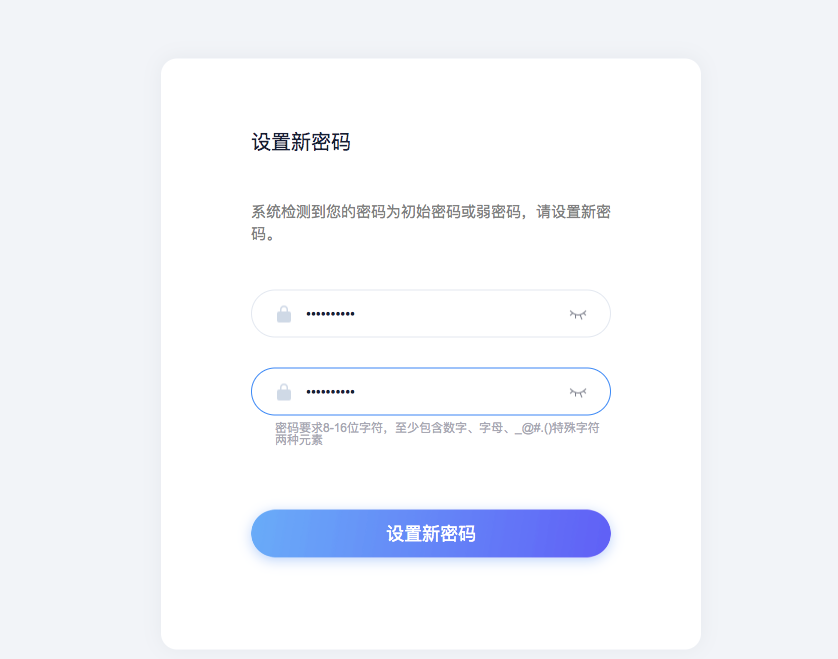 设置新密码
系统检测到您的密码为初始密码或弱密码，请设置新密
码。
••••••••••
••••••••••
密码要求8-16位字符，至少包含数字、字母、_@#.()特殊字符
两种元素
设置新密码